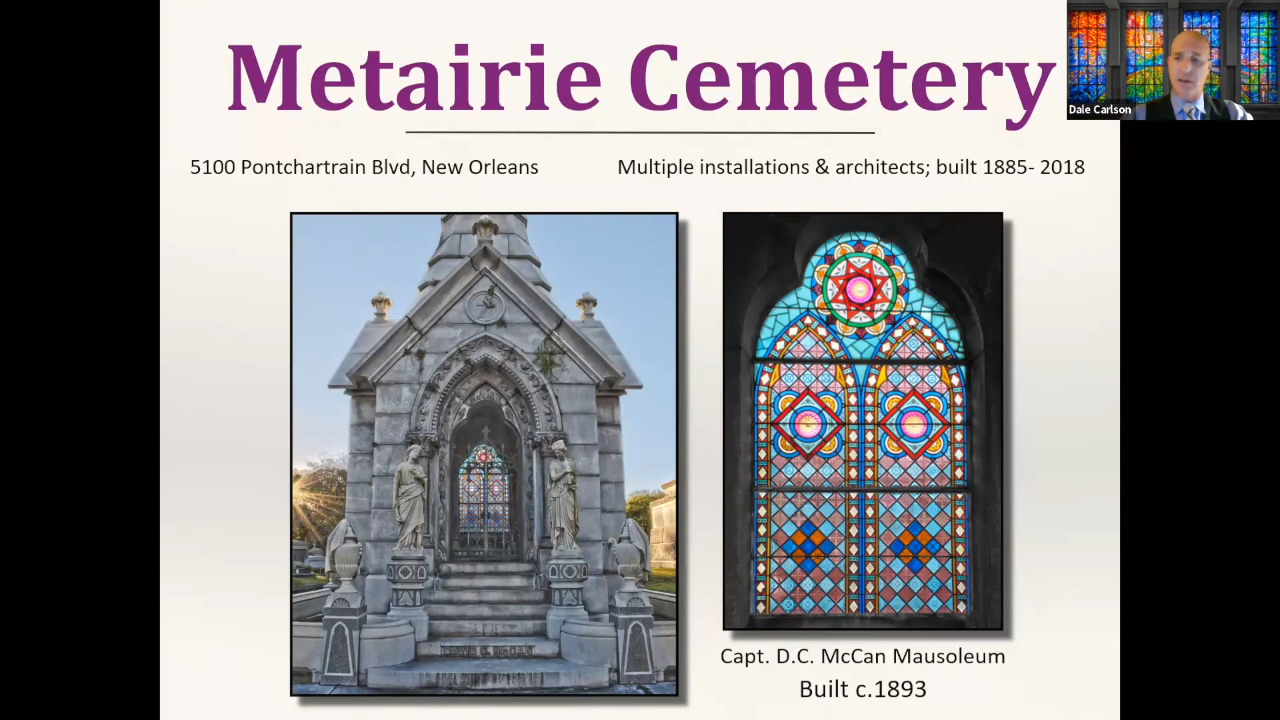 Metairie Cemetery
Dale Carlson
5100 Pontchartrain Blvd, New Orleans
Multiple installations & architects; built 1885- 2018
Capt. D.C. McCan Mausoleum
Built c.1893